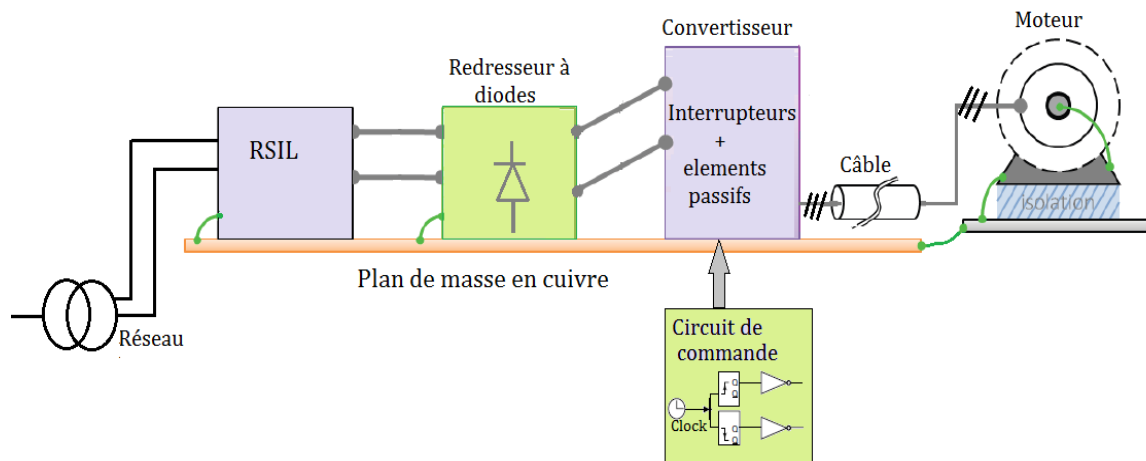 Moteur
Convertisseur
Redresseur à
diodes
RSIL
Interrupteurs
+
elements
passifs
Câble
isolation
Plan de masse en cuivre
Réseau
Circuit de
commande
Q
Q
Q
Q
Clock